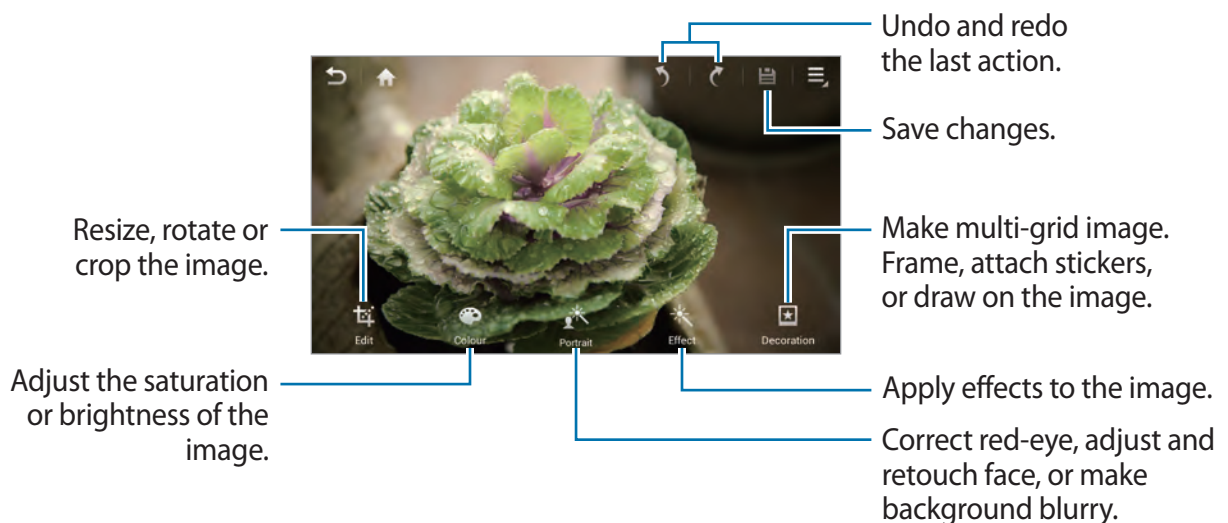 Undo and redo
the last action.
Save changes.
Resize, rotate or
crop the image.
Make multi-grid image.
Frame, attach stickers,
or draw on the image.
Edit
Colour
Portrait
Effect
Decoration
Adjust the saturation
or brightness of the
image.
Apply effects to the image.
Correct red-eye, adjust and
retouch face, or make
background blurry.